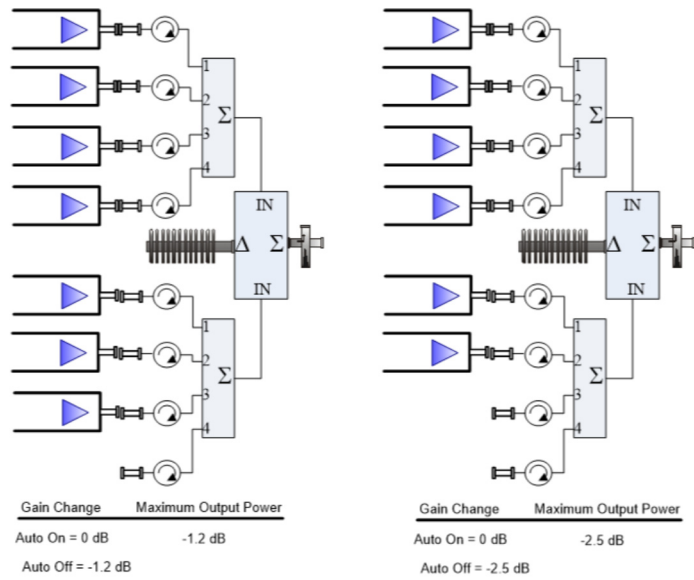 1
2
3
4
Σ
IN
Δ Σ
IN
1
2
3
4
Σ
Gain Change Maximum Output Power
Auto On = 0 dB -1.2 dB
Auto Off = -1.2 dB
1
2
3
4
Σ
IN
Δ Σ
IN
1
2
3
4
Σ
Gain Change Maximum Output Power
Auto On = 0 dB -2.5 dB
Auto Off = -2.5 dB